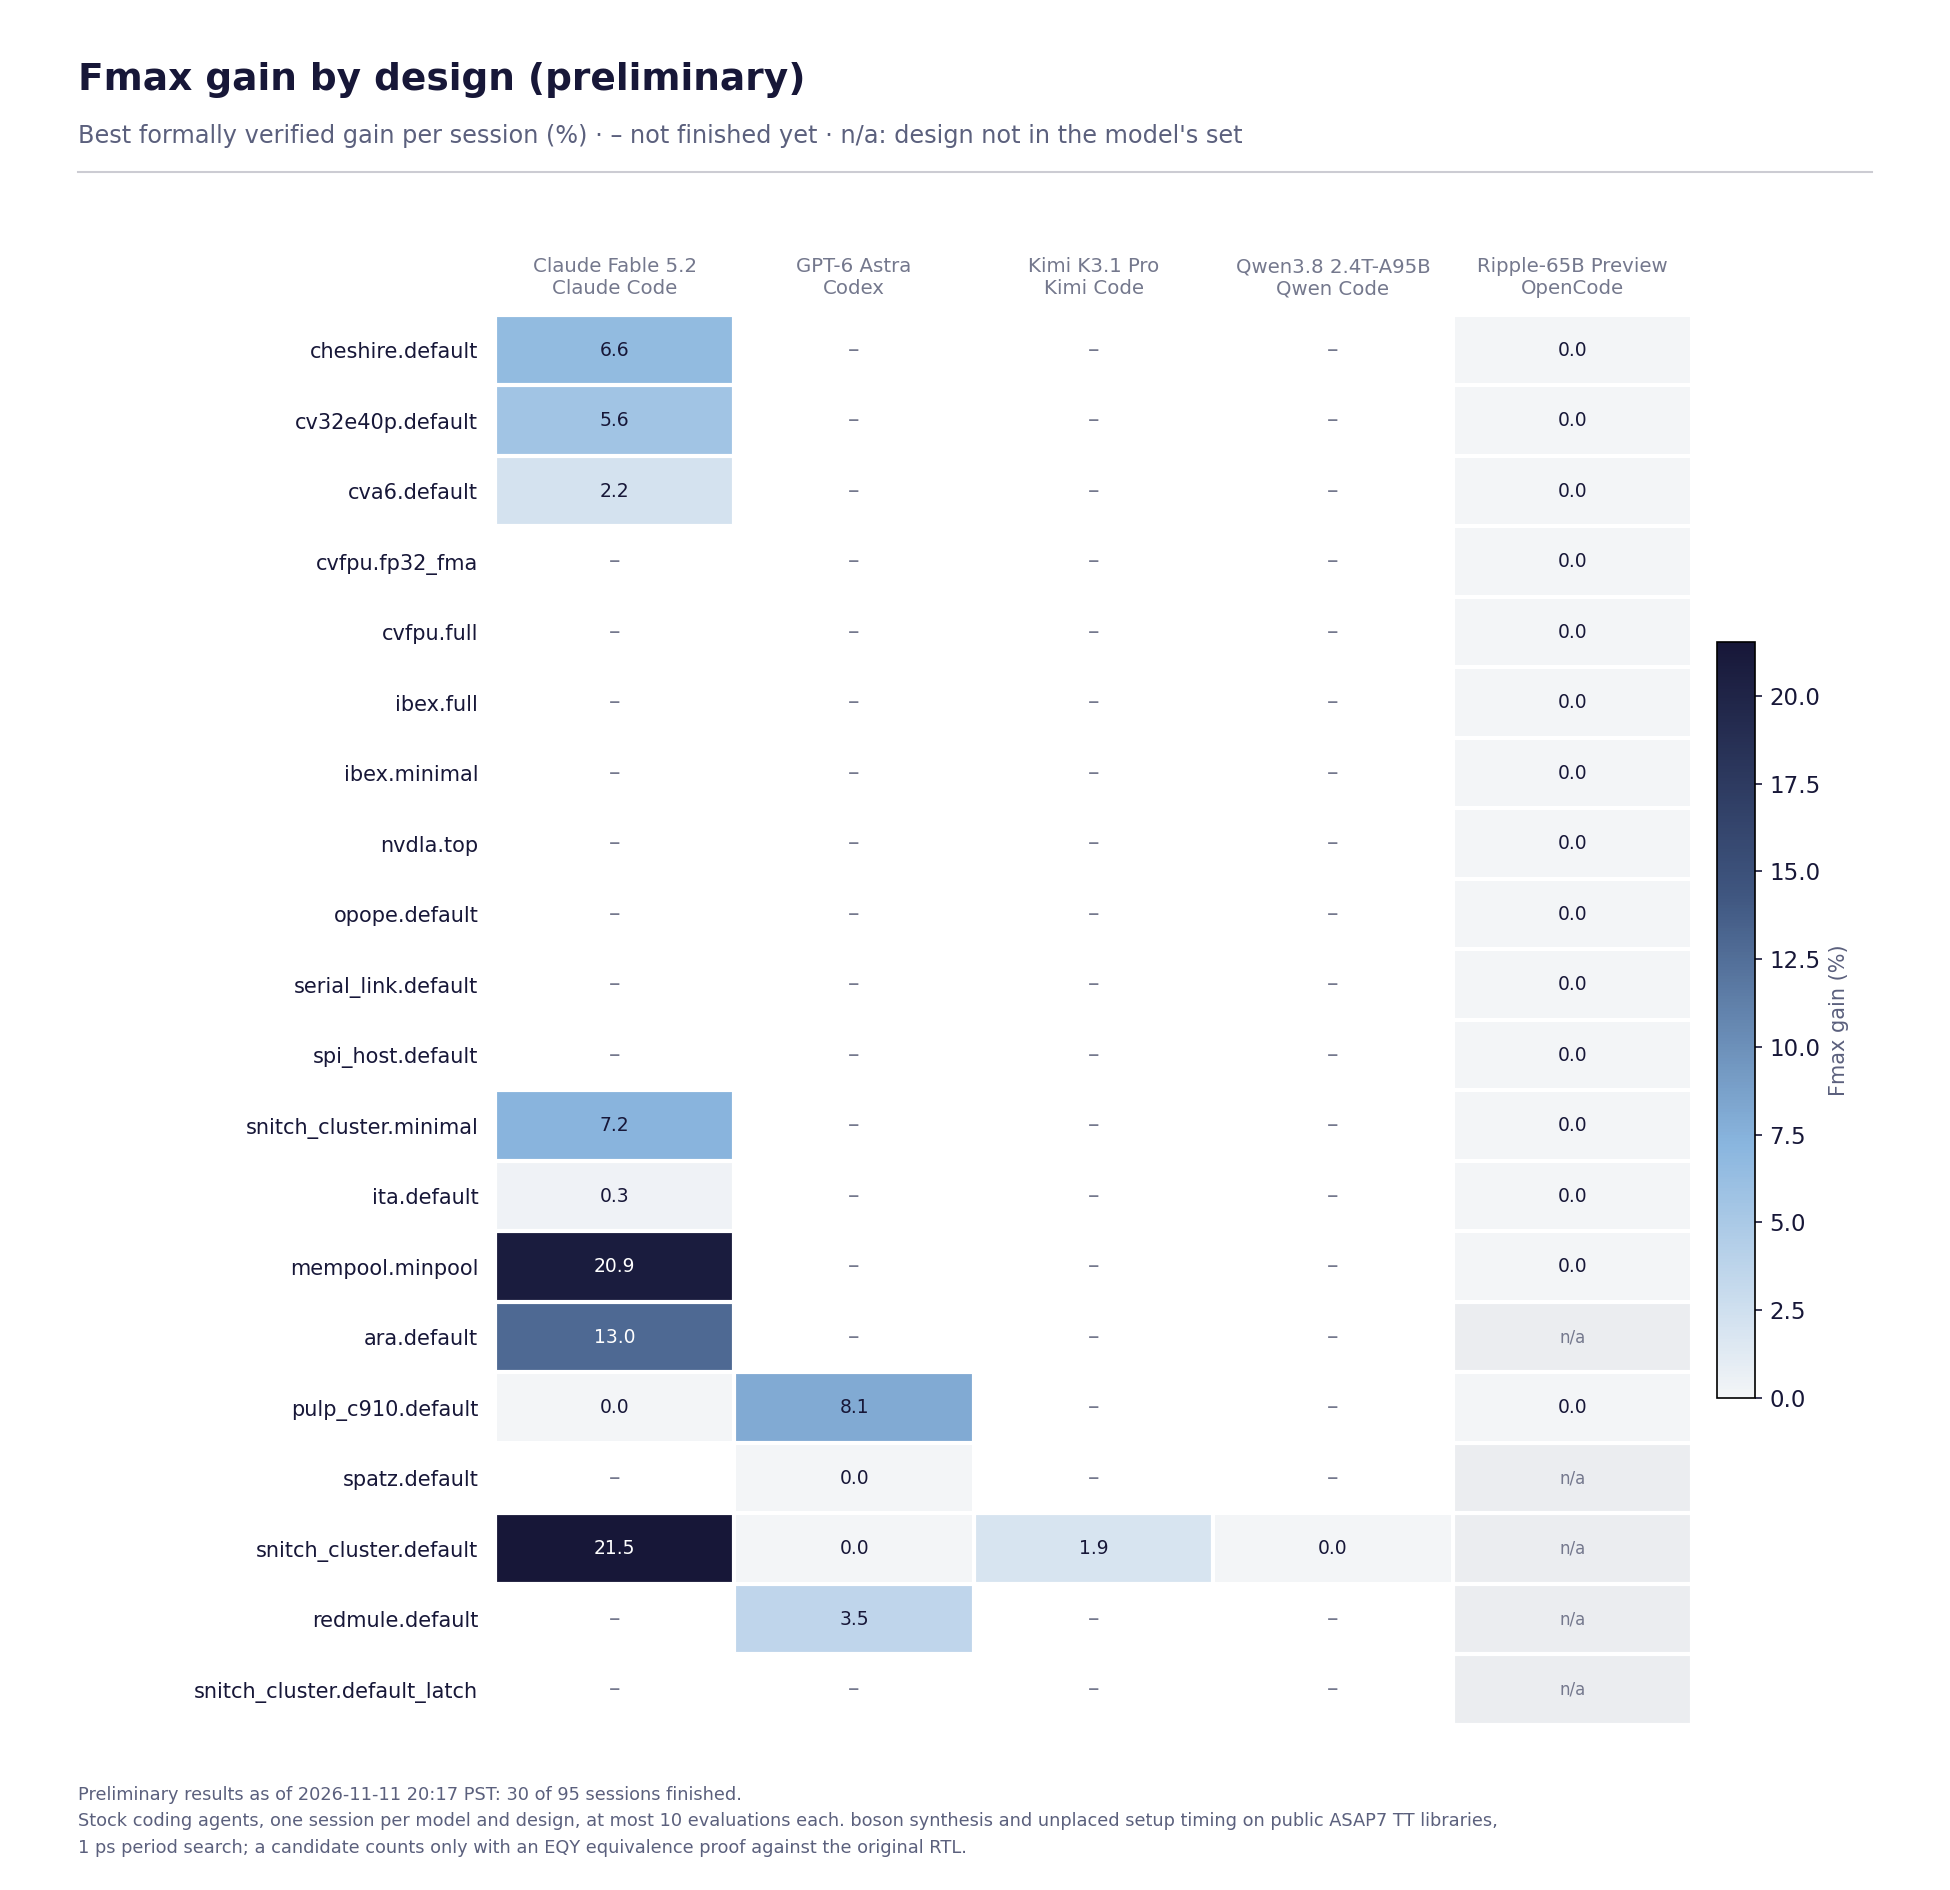 Fmax gain by design (preliminary)
Best formally verified gain per session (%) · – not finished yet · n/a: design not in the model's set
Claude Fable 5.2 GPT-6 Astra Kimi K3.1 Pro Qwen3.8 2.4T-A95B Ripple-65B Preview
Claude Code Codex Kimi Code Qwen Code OpenCode
cheshire.default 6.6 – – – 0.0
cv32e40p.default 5.6 – – – 0.0
cva6.default 2.2 – – – 0.0
cvfpu.fp32_fma – – – – 0.0
cvfpu.full – – – – 0.0
ibex.full – – – – 0.0
ibex.minimal – – – – 0.0
nvdla.top – – – – 0.0
opope.default – – – – 0.0
serial_link.default – – – – 0.0
spi_host.default – – – – 0.0
snitch_cluster.minimal 7.2 – – – 0.0
ita.default 0.3 – – – 0.0
mempool.minpool 20.9 – – – 0.0
ara.default 13.0 – – – n/a
pulp_c910.default 0.0 8.1 – – 0.0
spatz.default – 0.0 – – n/a
snitch_cluster.default 21.5 0.0 1.9 0.0 n/a
redmule.default – 3.5 – – n/a
snitch_cluster.default_latch – – – – n/a
20.0
17.5
15.0
12.5
10.0
7.5
5.0
2.5
0.0
Fmax gain (%)
Preliminary results as of 2026-11-11 20:17 PST: 30 of 95 sessions finished.
Stock coding agents, one session per model and design, at most 10 evaluations each. boson synthesis and unplaced setup timing on public ASAP7 TT libraries,
1 ps period search; a candidate counts only with an EQY equivalence proof against the original RTL.